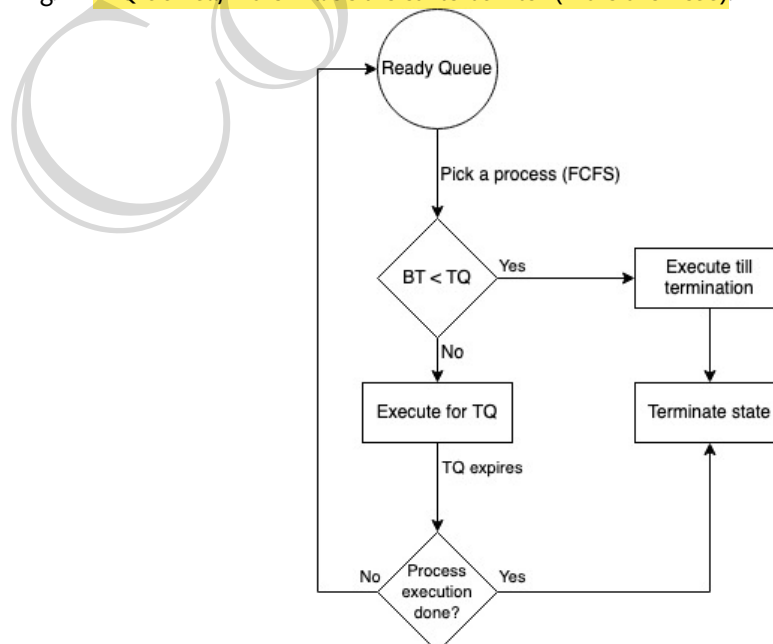 Ready Queue
Pick a process (FCFS)
BT < TQ
Yes
Execute till
termination
No
Execute for TQ
Terminate state
TQ expires
No
Process
execution
done?
Yes